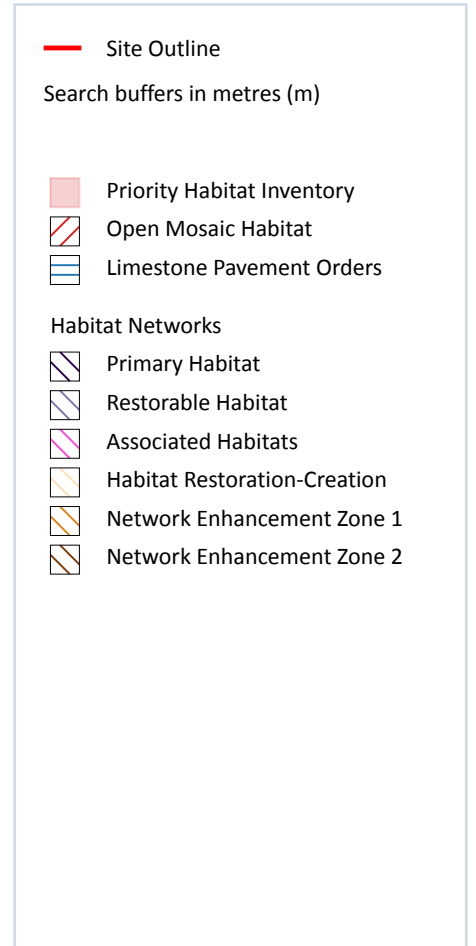 Site Outline
Search buffers in metres (m)
Priority Habitat Inventory
Open Mosaic Habitat
Limestone Pavement Orders
Habitat Networks
Primary Habitat
Restorable Habitat
Associated Habitats
Habitat Restoration-Creation
Network Enhancement Zone 1
Network Enhancement Zone 2